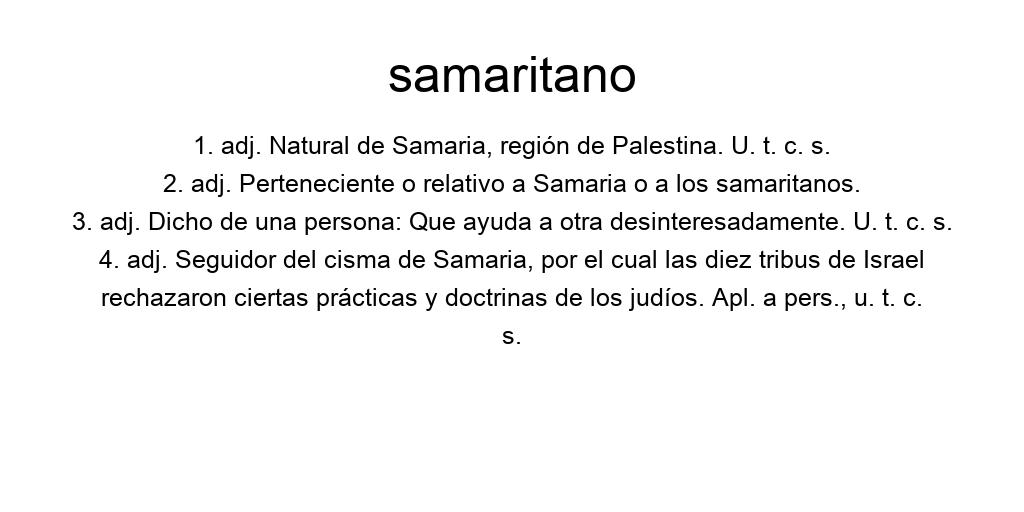 samaritano
1. adj. Natural de Samaria, región de Palestina. U. t. c. s.
2. adj. Perteneciente o relativo a Samaria o a los samaritanos.
3. adj. Dicho de una persona: Que ayuda a otra desinteresadamente. U. t. c. s.
4. adj. Seguidor del cisma de Samaria, por el cual las diez tribus de Israel
rechazaron ciertas prácticas y doctrinas de los judíos. Apl. a pers., u. t. c.
s.